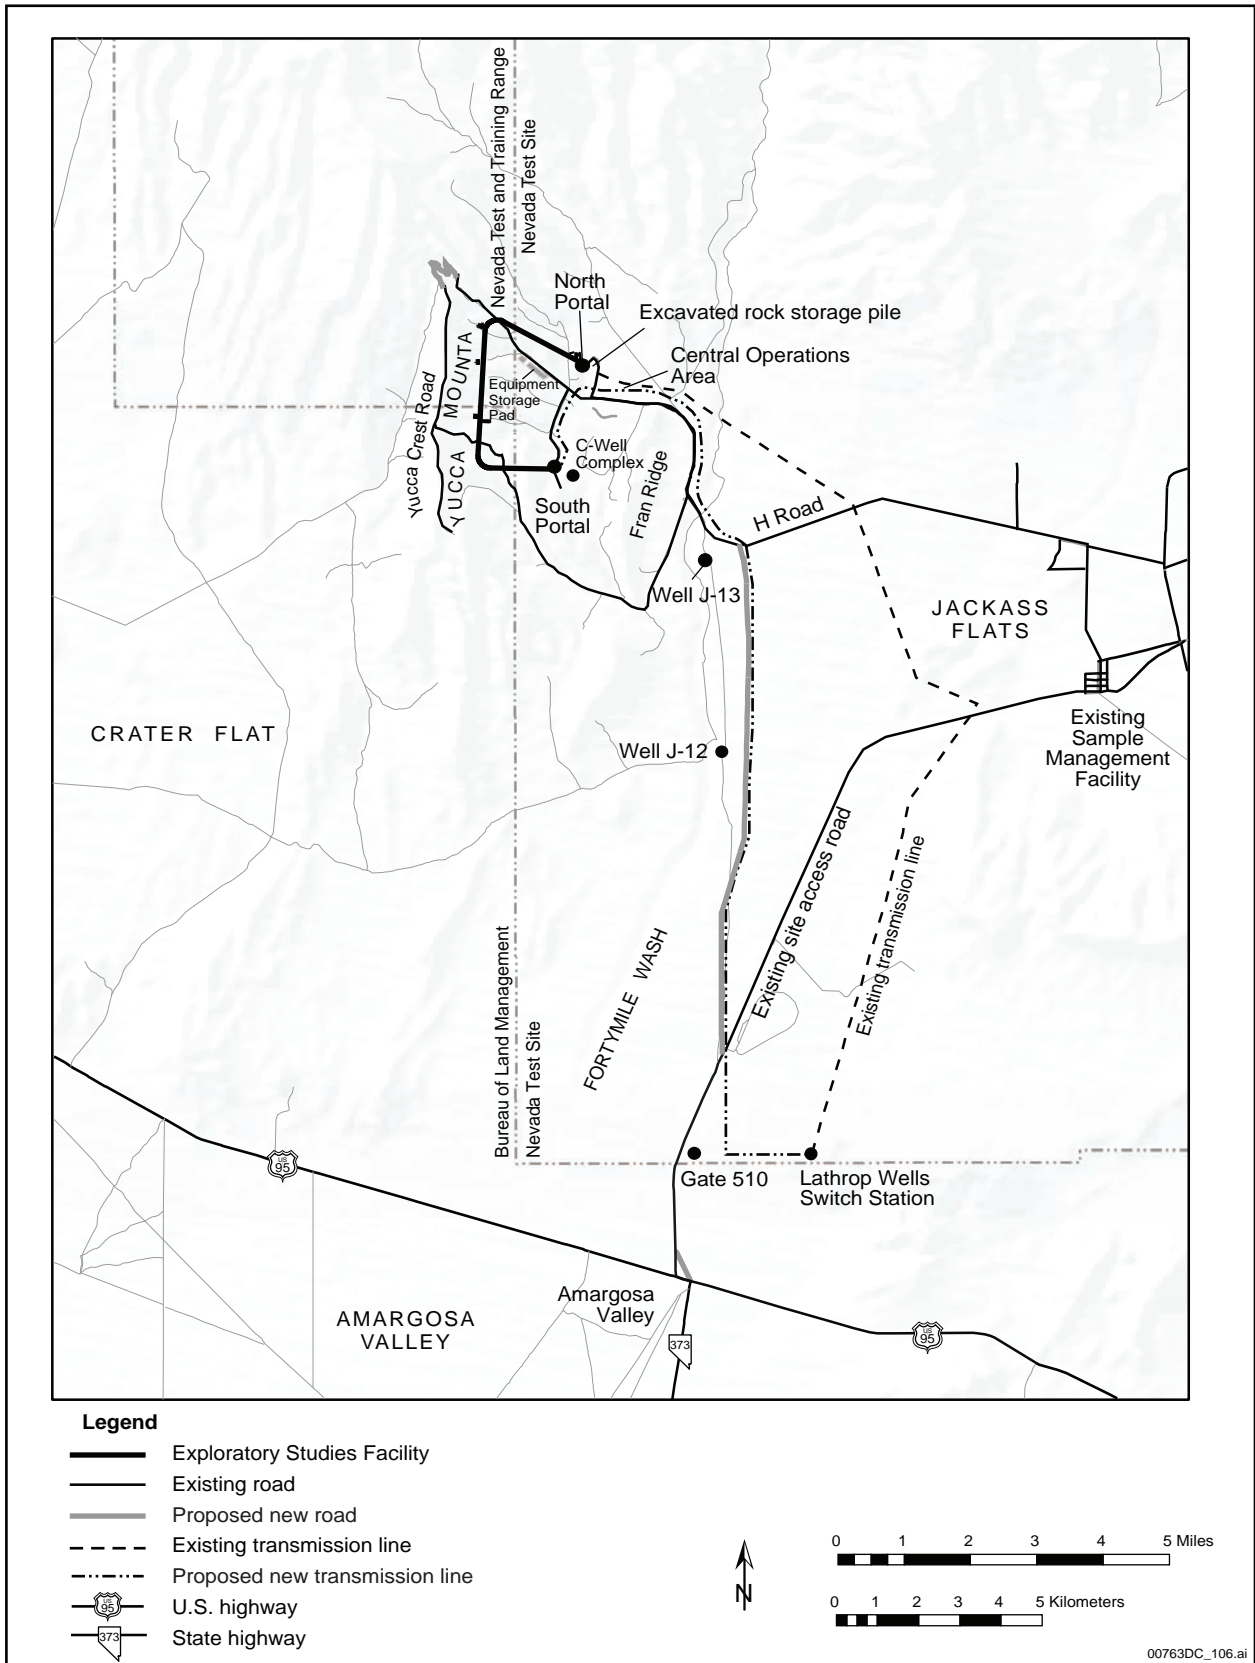 Nevada Test and Training Range
Nevada Test Site
North
Portal
Excavated rock storage pile
Central Operations
Area
Equipment
Storage
Pad
Yucca Crest Road
YUCCA MOUNTA
C-Well
Complex
South
Portal
Fran Ridge
H Road
Well J-13
JACKASS
FLATS
CRATER FLAT
Well J-12
Existing
Sample
Management
Facility
Existing site access road
Existing transmission line
FORTYMILE WASH
Bureau of Land Management
Nevada Test Site
US
95
Gate 510
Lathrop Wells
Switch Station
Amargosa
Valley
AMARGOSA
VALLEY
373
US
95
Legend
Exploratory Studies Facility
Existing road
Proposed new road
Existing transmission line
Proposed new transmission line
US
95
U.S. highway
373
State highway
N
0 1 2 3 4 5 Miles
0 1 2 3 4 5 Kilometers
00763DC_106.ai